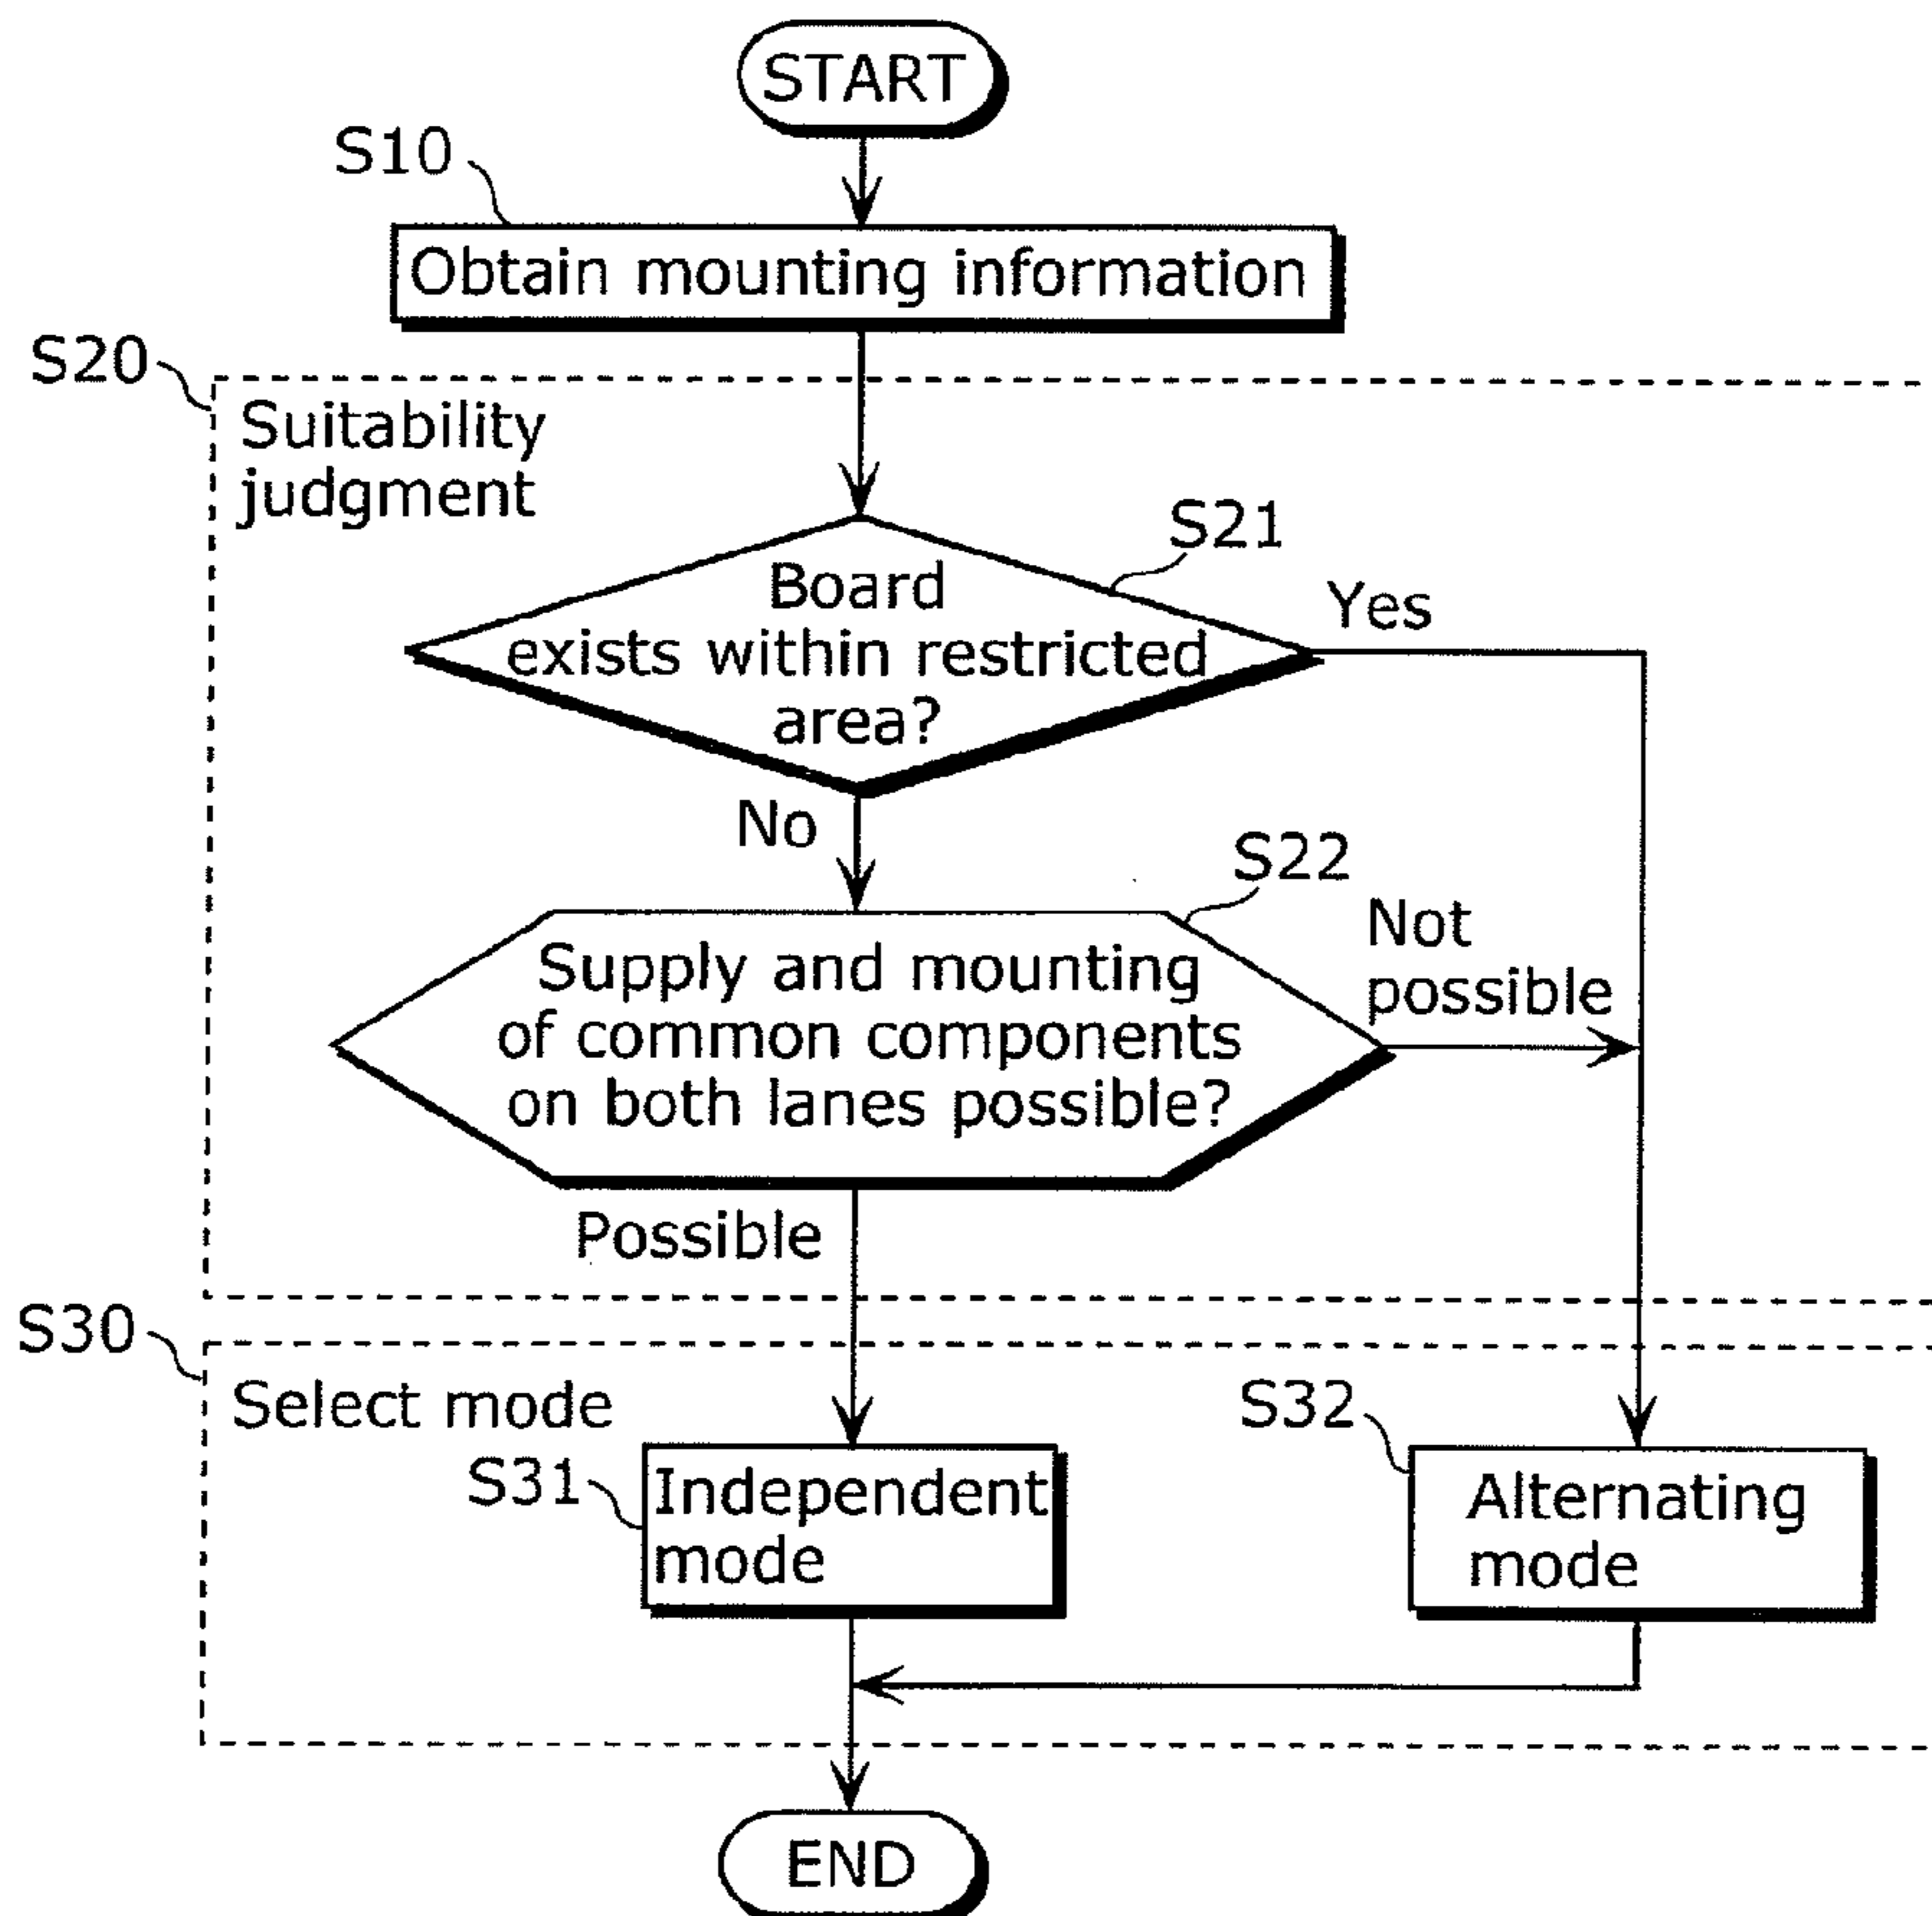 START
S10
Obtain mounting information
S20
Suitability
judgment
S21
Board
exists within restricted
area?
Yes
No
S22
Supply and mounting
of common components
on both lanes possible?
Not
possible
Possible
S30
Select mode
S31
Independent
mode
S32
Alternating
mode
END